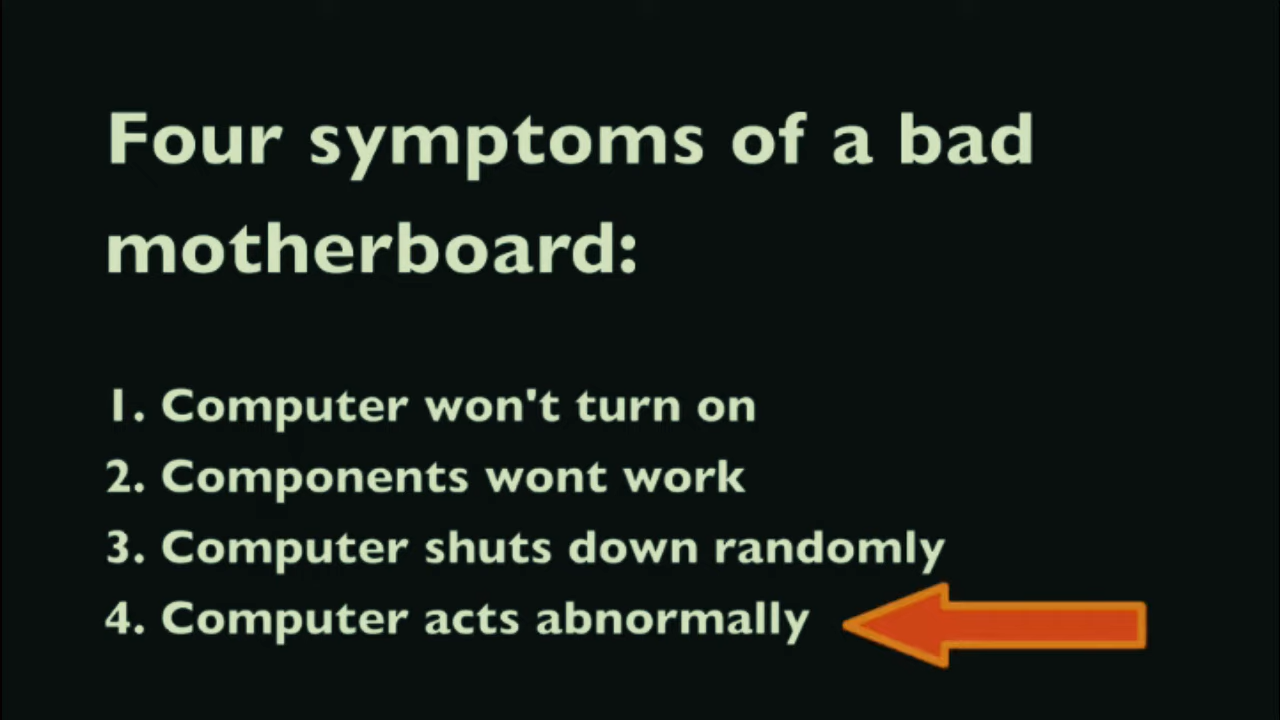 Four symptoms of a bad
motherboard:
1. Computer won't turn on
2. Components wont work
3. Computer shuts down randomly
4. Computer acts abnormally